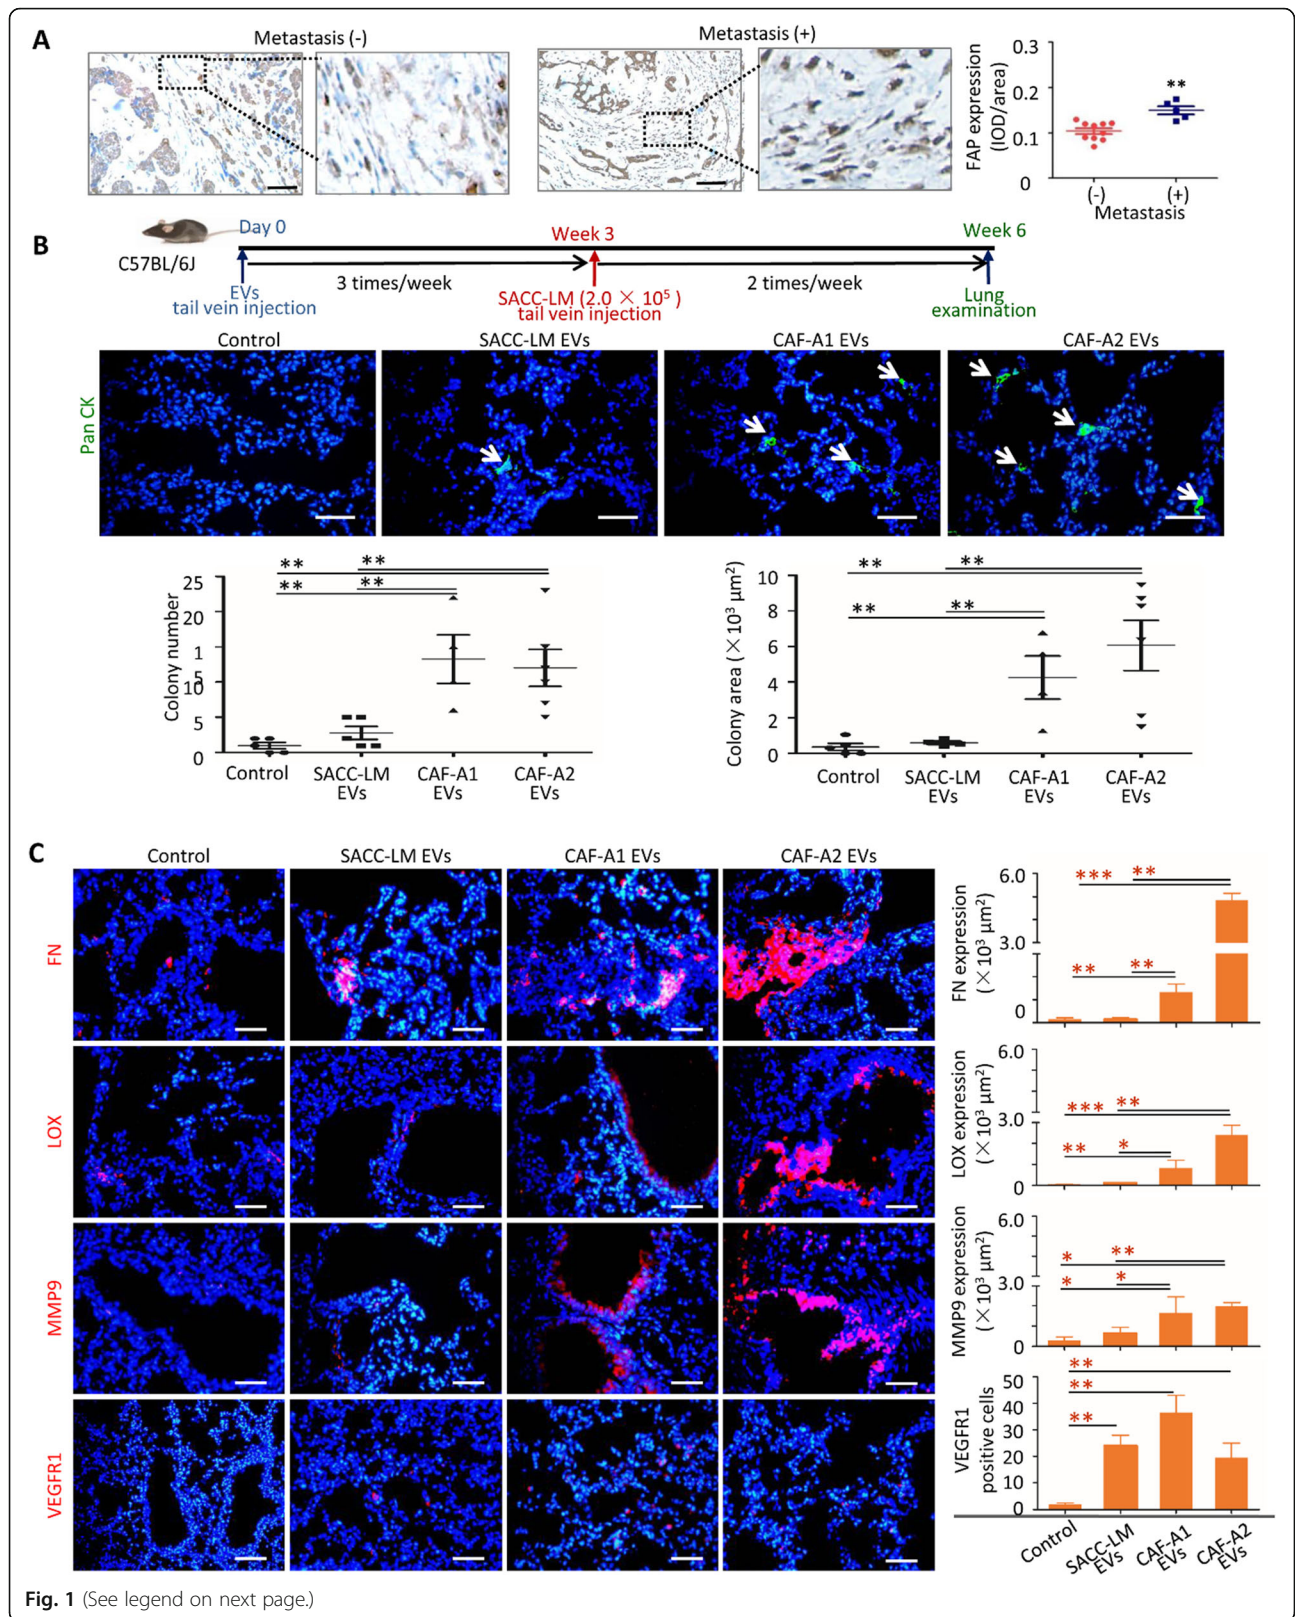 A
Metastasis (-)
Metastasis (+)
FAP expression
(IOD/area)
0.3
0.2
0.1
0
**
(-)
(+)
Metastasis
B
C57BL/6J
Day 0
Week 3
Week 6
3 times/week
2 times/week
EVs
tail vein injection
SACC-LM (2.0 × 10⁵ )
tail vein injection
Lung
examination
Control
SACC-LM EVs
CAF-A1 EVs
CAF-A2 EVs
Pan CK
Colony number
25
20
1
10
5
0
**
**
**
**
Control
SACC-LM
EVs
CAF-A1
EVs
CAF-A2
EVs
Colony area (×10³ µm²)
10
8
6
4
2
0
**
**
**
**
Control
SACC-LM
EVs
CAF-A1
EVs
CAF-A2
EVs
C
Control
SACC-LM EVs
CAF-A1 EVs
CAF-A2 EVs
FN
FN expression
(×10³ µm²)
6.0
3.0
0
***
**
**
**
LOX
LOX expression
(×10³ µm²)
6.0
3.0
0
***
**
**
*
MMP9
MMP9 expression
(×10³ µm²)
6.0
3.0
0
*
**
*
*
VEGFR1
VEGFR1
positive cells
50
40
30
20
10
0
**
**
**
Control
SACC-LM
EVs
CAF-A1
EVs
CAF-A2
EVs
Fig. 1 (See legend on next page.)